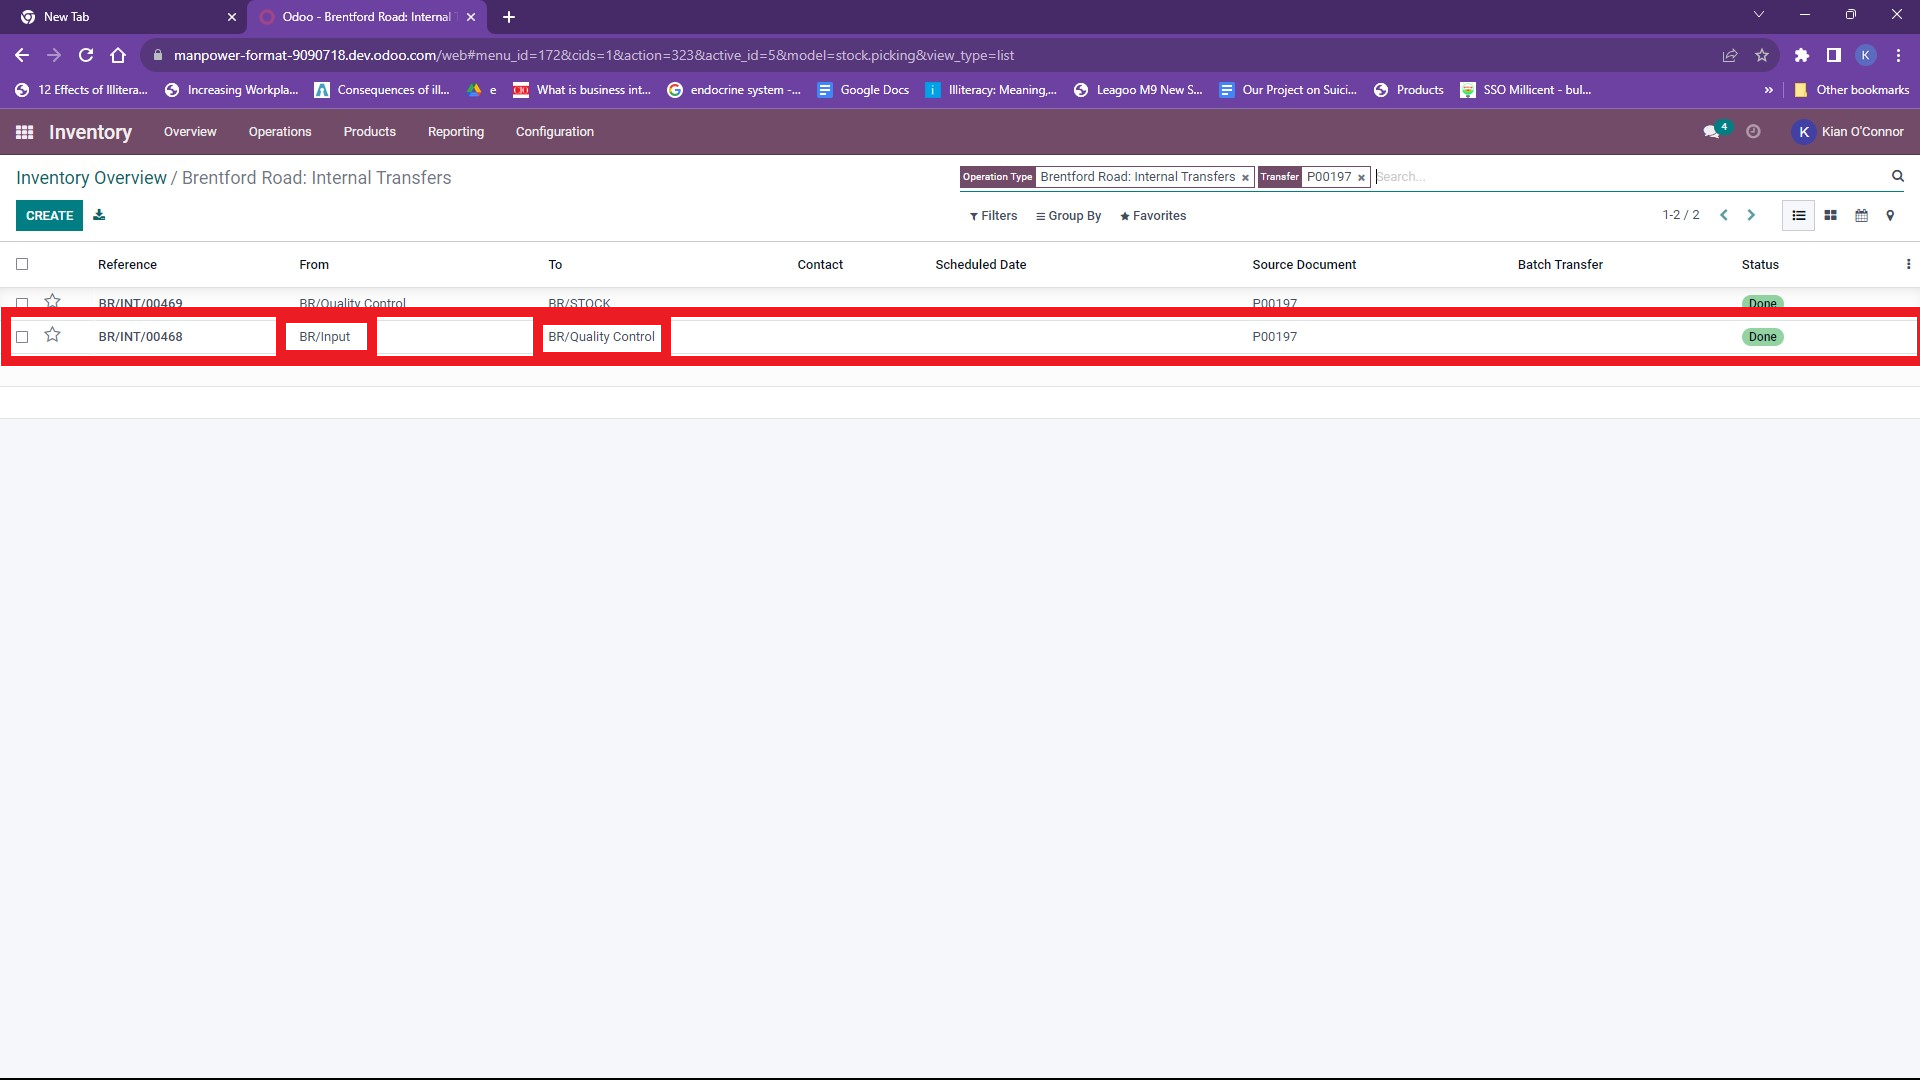 New Tab
Odoo - Brentford Road: Internal
manpower-format-9090718.dev.odoo.com/web#menu_id=172&cids=1&action=323&active_id=5&model=stock.picking&view_type=list
K
12 Effects of Illitera... Increasing Workpla... Consequences of ill... e What is business int... endocrine system -... Google Docs Illiteracy: Meaning,... Leagoo M9 New S... Our Project on Suici... Products SSO Millicent - bul... » Other bookmarks
Inventory Overview Operations Products Reporting Configuration 4 K Kian O'Connor
Inventory Overview / Brentford Road: Internal Transfers
Operation Type Brentford Road: Internal Transfers × Transfer P00197 × Search...
CREATE Filters Group By Favorites 1-2 / 2
Reference From To Contact Scheduled Date Source Document Batch Transfer Status
BR/INT/00469 BR/Quality Control BR/STOCK P00197 Done
BR/INT/00468 BR/Input BR/Quality Control P00197 Done